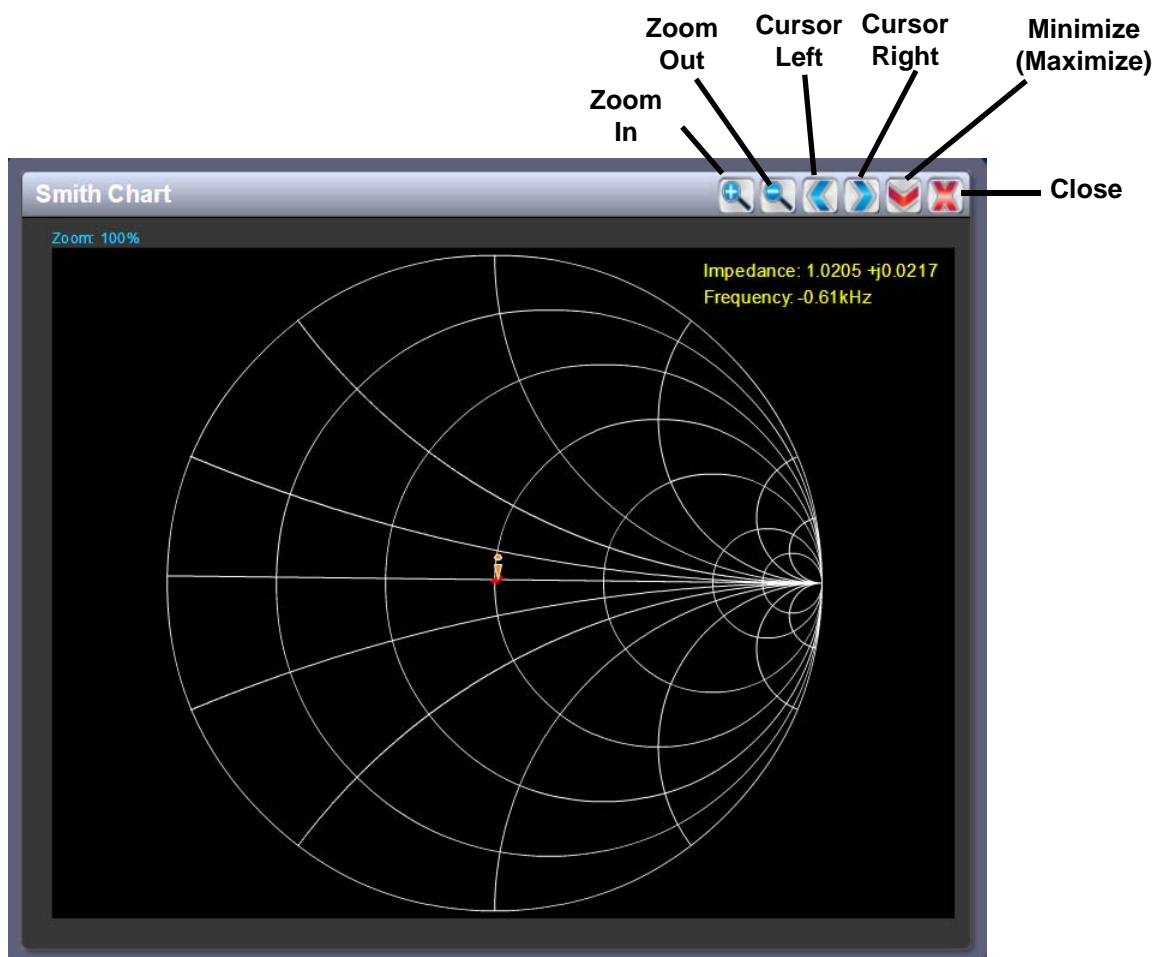 Zoom
Out
Cursor
Left
Cursor
Right
Minimize
(Maximize)
Zoom
In
Close
Smith Chart
Zoom: 100%
Impedance: 1.0205 +j0.0217
Frequency: -0.61kHz